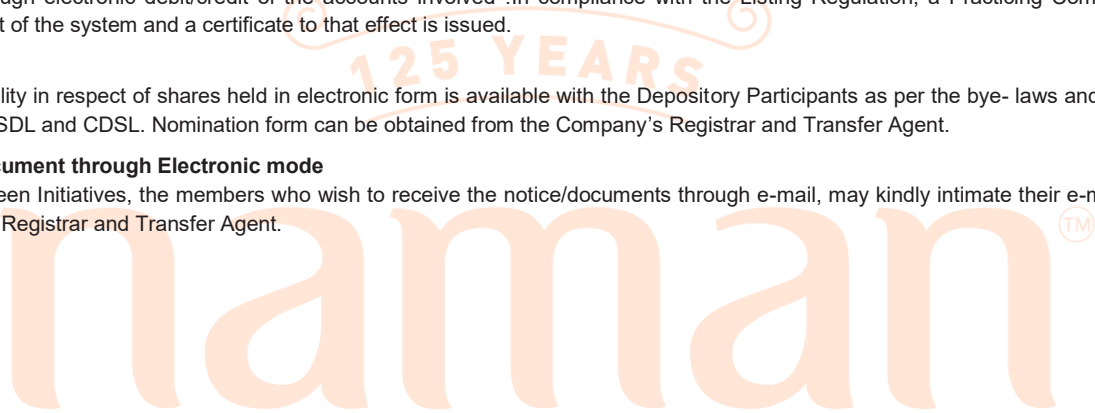 ugh electronic debit/credit of the accounts involved .In compliance with the Listing Regulation, a Practicing Com
t of the system and a certificate to that effect is issued.
125 YEARS
lity in respect of shares held in electronic form is available with the Depository Participants as per the bye- laws and
SDL and CDSL. Nomination form can be obtained from the Company’s Registrar and Transfer Agent.
cument through Electronic mode
een Initiatives, the members who wish to receive the notice/documents through e-mail, may kindly intimate their e-m
Registrar and Transfer Agent.
naman
TM